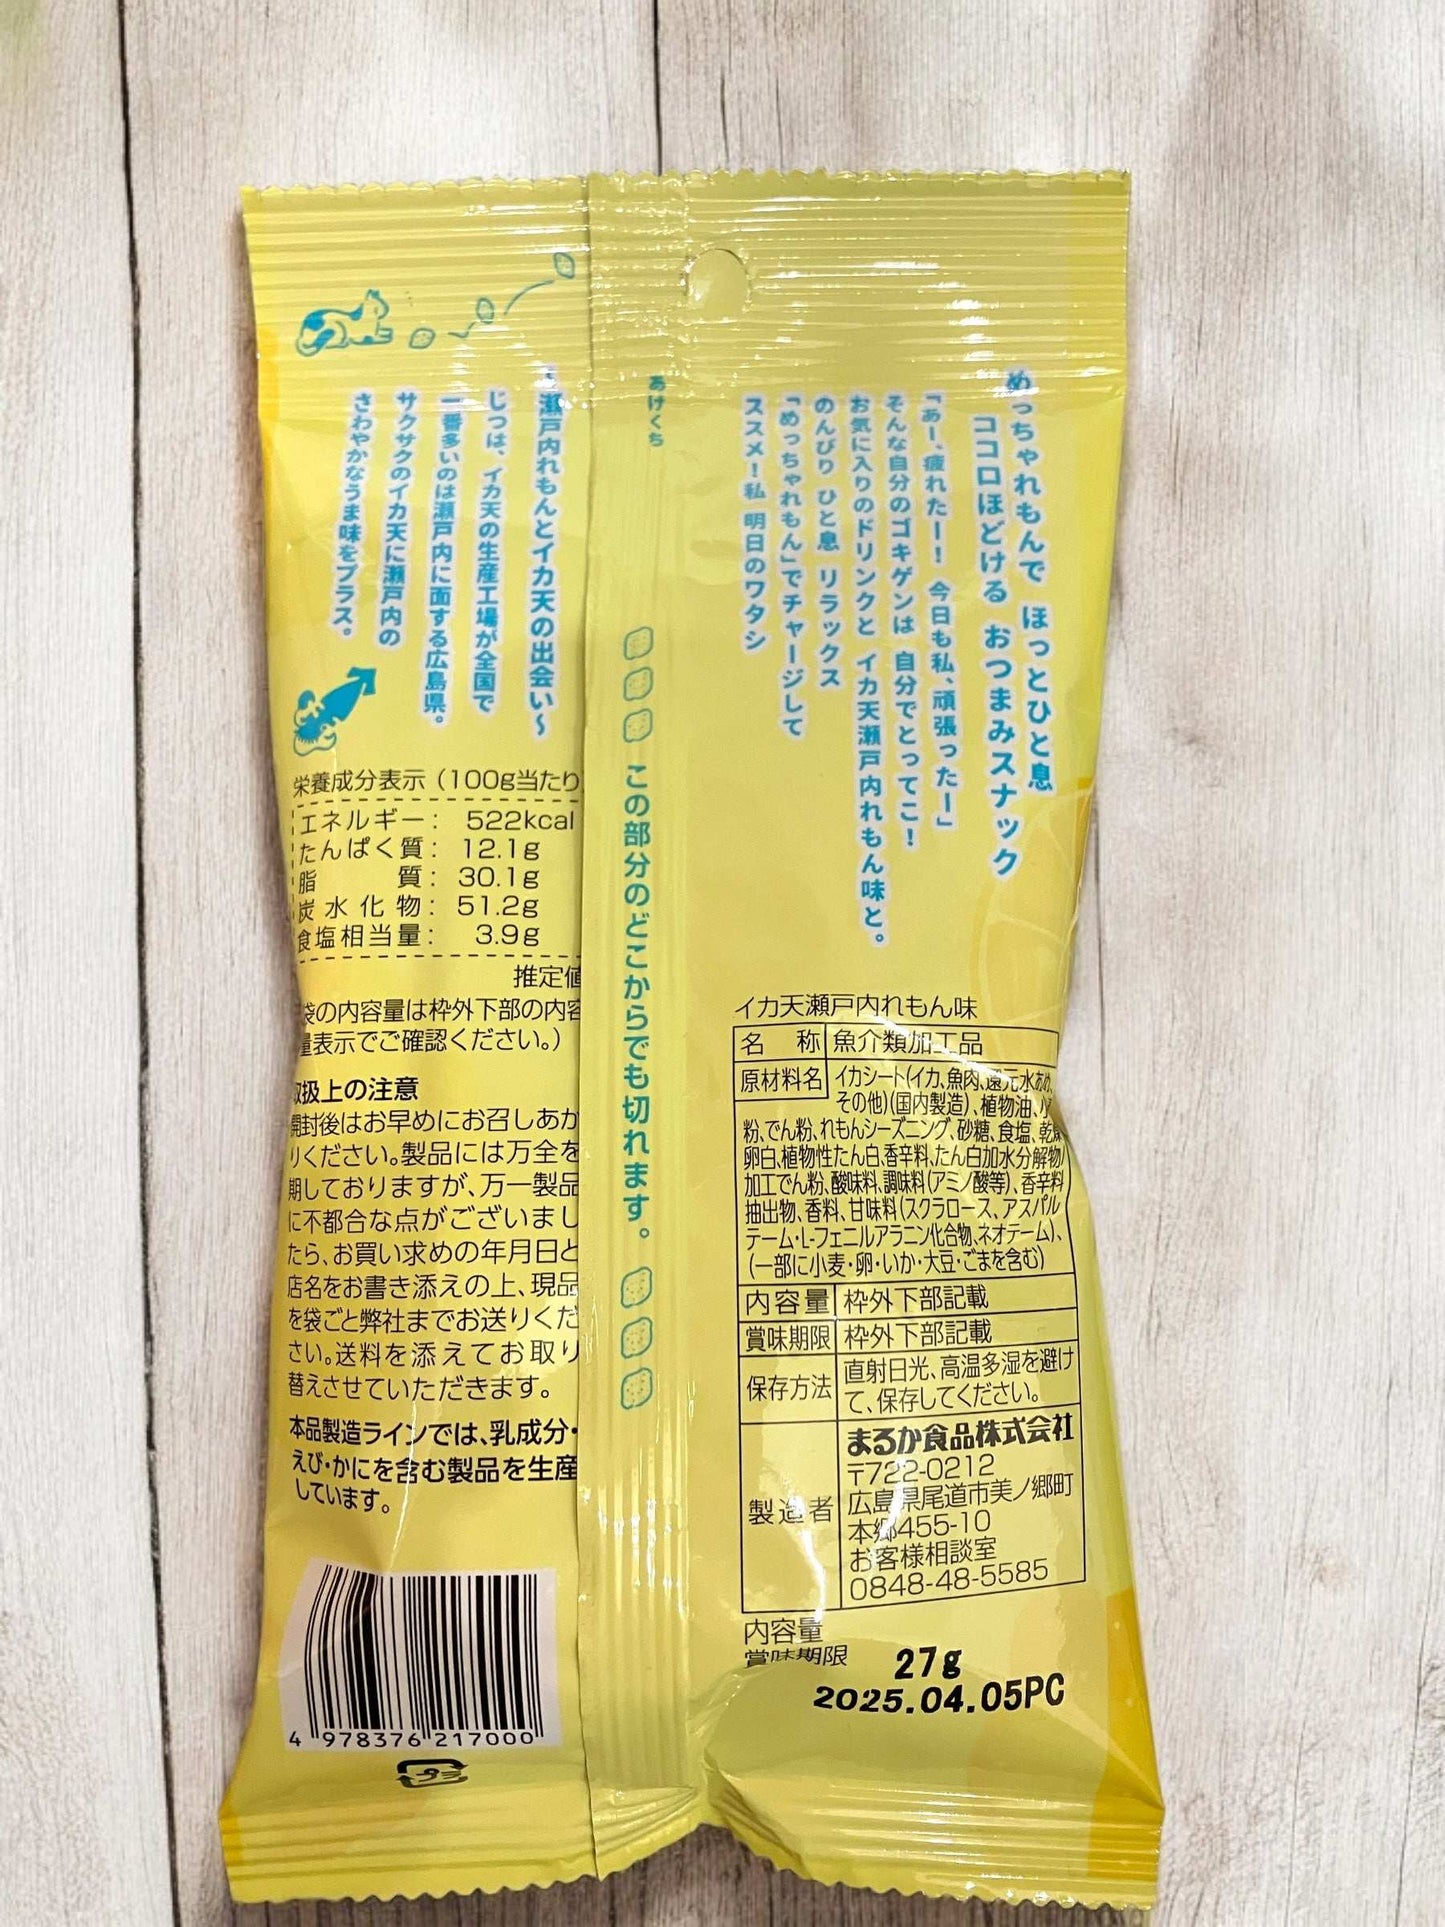 めっちゃれもんで ほっとひと息
ココロほどける おつまみスナック
「あー、疲れたー！ 今日も私、頑張ったー」
そんな自分のゴキゲンは 自分でとってこ！
お気に入りのドリンクと イカ天瀬戸内れもん味と。
のんびり ひと息 リラックス
「めっちゃれもん」でチャージして
ススメ！私 明日のワタシ
あけくち
この部分のどこからでも切れます。
瀬戸内れもんとイカ天の出会い〜
じつは、イカ天の生産工場が全国で
一番多いのは瀬戸内に面する広島県。
サクサクのイカ天に瀬戸内の
さわやかなうま味をプラス。
栄養成分表示（100g当たり
エネルギー： 522kcal
たんぱく質： 12.1g
脂質： 30.1g
炭水化物： 51.2g
食塩相当量： 3.9g
推定値
袋の内容量は枠外下部の内容
量表示でご確認ください。）
取扱上の注意
開封後はお早めにお召しあが
りください。製品には万全を
期しておりますが、万一製品
に不都合な点がございまし
たら、お買い求めの年月日と
店名をお書き添えの上、現品
を袋ごと弊社までお送りくだ
さい。送料を添えてお取り
替えさせていただきます。
本品製造ラインでは、乳成分・
えび・かにを含む製品を生産
しています。
4 978376 217000
プラ
イカ天瀬戸内れもん味
名 称 魚介類加工品
原材料名 イカシート(イカ、魚肉、還元水あめ、
その他)(国内製造)、植物油、小麦
粉、でん粉、れもんシーズニング、砂糖、食塩、乾燥
卵白、植物性たん白、香辛料、たん白加水分解物/
加工でん粉、酸味料、調味料(アミノ酸等)、香辛料
抽出物、香料、甘味料(スクラロース、アスパル
テーム・L-フェニルアラニン化合物、ネオテーム)、
(一部に小麦・卵・いか・大豆・ごまを含む)
内容量 枠外下部記載
賞味期限 枠外下部記載
保存方法 直射日光、高温多湿を避け
て、保存してください。
製造者 まるか食品株式会社
〒722-0212
広島県尾道市美ノ郷町
本郷455-10
お客様相談室
0848-48-5585
内容量 27g
賞味期限 2025.04.05PC